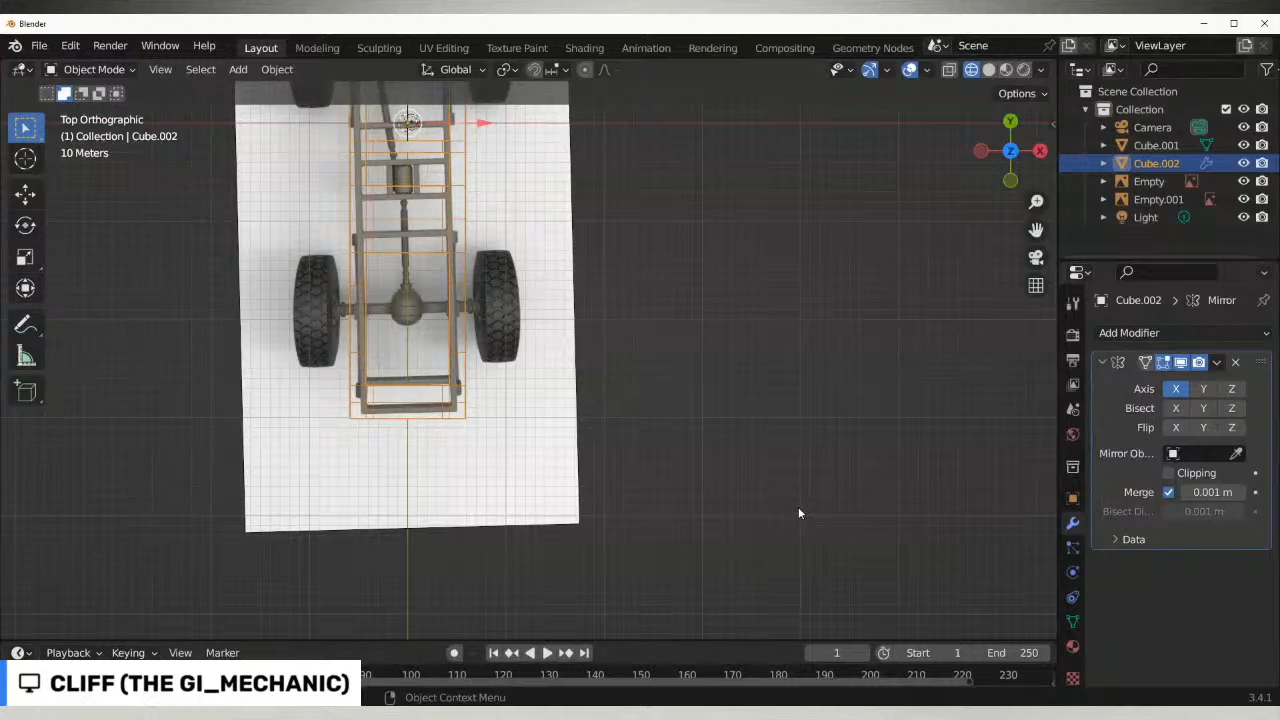 Blender
File Edit Render Window Help
Layout Modeling Sculpting UV Editing Texture Paint Shading Animation Rendering Compositing Geometry Nodes
Scene
ViewLayer
Object Mode View Select Add Object
Global
Options
Top Orthographic
(1) Collection | Cube.002
10 Meters
Y
Z
X
Scene Collection
Collection
Camera
Cube.001
Cube.002
Empty
Empty.001
Light
Cube.002 > Mirror
Add Modifier
Axis X Y Z
Bisect X Y Z
Flip X Y Z
Mirror Ob...
Clipping
Merge 0.001 m
Bisect Di... 0.001 m
Data
Playback Keying View Marker
1 Start 1 End 250
90 100 110 120 130 140 150 160 170 180 190 200 210 220 230
CLIFF (THE GI_MECHANIC)
Object Context Menu
3.4.1